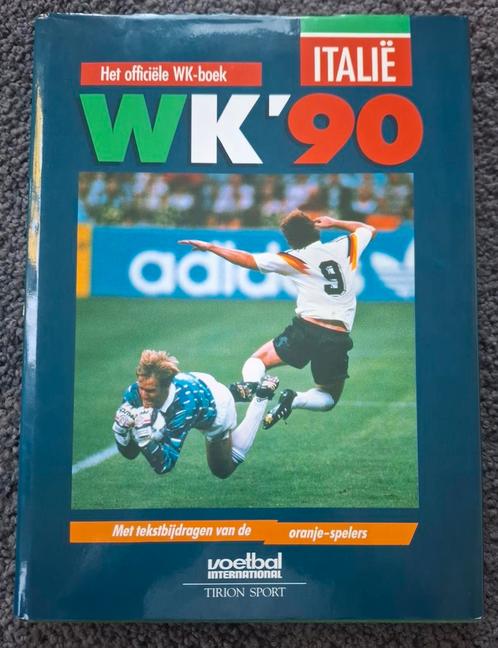 ITALIË
Het officiële WK-boek
WK'90
adidas
9
Met tekstbijdragen van de oranje-spelers
voetbal
INTERNATIONAL
TIRION SPORT